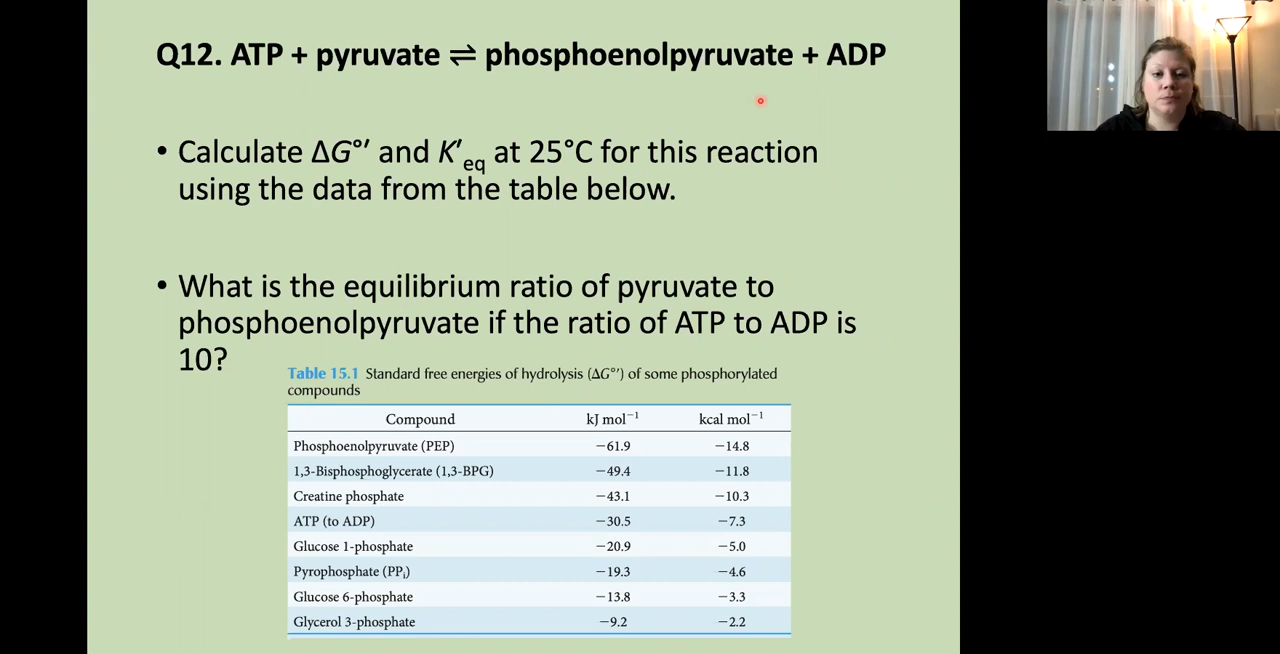 Q12. ATP + pyruvate ⇌ phosphoenolpyruvate + ADP
• Calculate ΔG°′ and K′eq at 25°C for this reaction
using the data from the table below.
• What is the equilibrium ratio of pyruvate to
phosphoenolpyruvate if the ratio of ATP to ADP is
10?
Table 15.1 Standard free energies of hydrolysis (ΔG°′) of some phosphorylated
compounds
Compound kJ mol⁻¹ kcal mol⁻¹
Phosphoenolpyruvate (PEP) −61.9 −14.8
1,3-Bisphosphoglycerate (1,3-BPG) −49.4 −11.8
Creatine phosphate −43.1 −10.3
ATP (to ADP) −30.5 −7.3
Glucose 1-phosphate −20.9 −5.0
Pyrophosphate (PPᵢ) −19.3 −4.6
Glucose 6-phosphate −13.8 −3.3
Glycerol 3-phosphate −9.2 −2.2